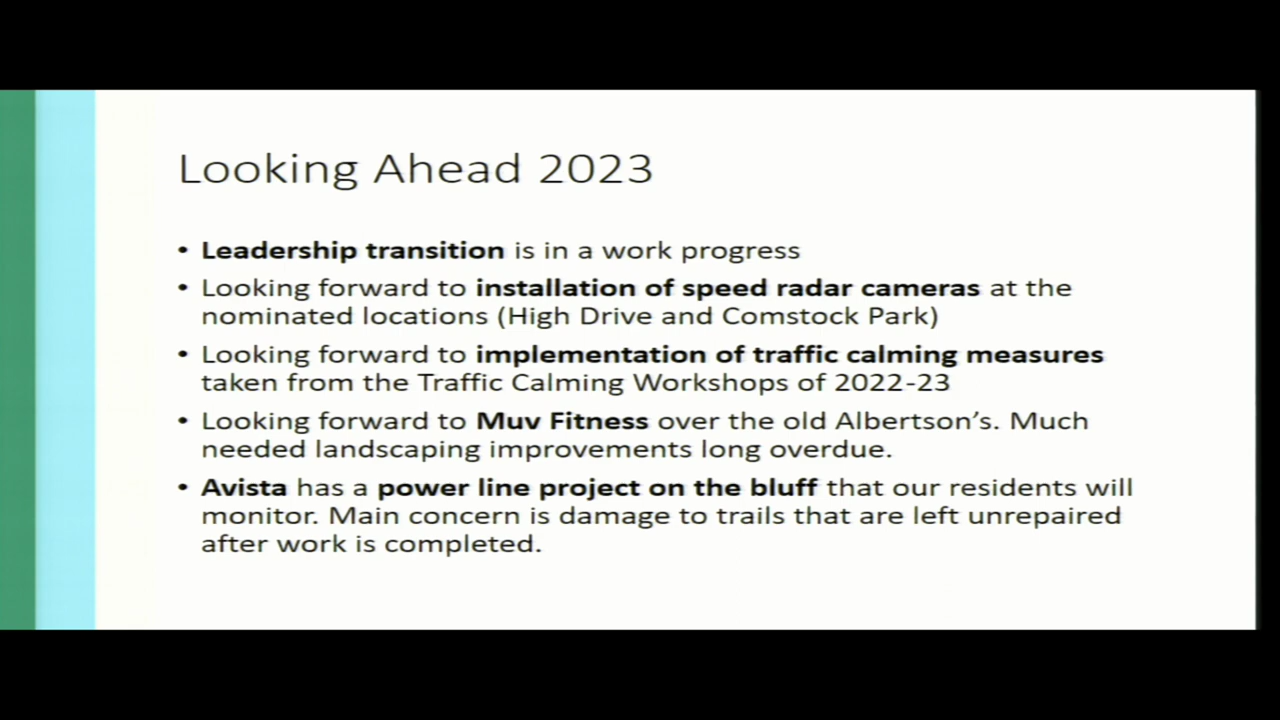 Looking Ahead 2023
• Leadership transition is in a work progress
• Looking forward to installation of speed radar cameras at the
nominated locations (High Drive and Comstock Park)
• Looking forward to implementation of traffic calming measures
taken from the Traffic Calming Workshops of 2022-23
• Looking forward to Muv Fitness over the old Albertson’s. Much
needed landscaping improvements long overdue.
• Avista has a power line project on the bluff that our residents will
monitor. Main concern is damage to trails that are left unrepaired
after work is completed.